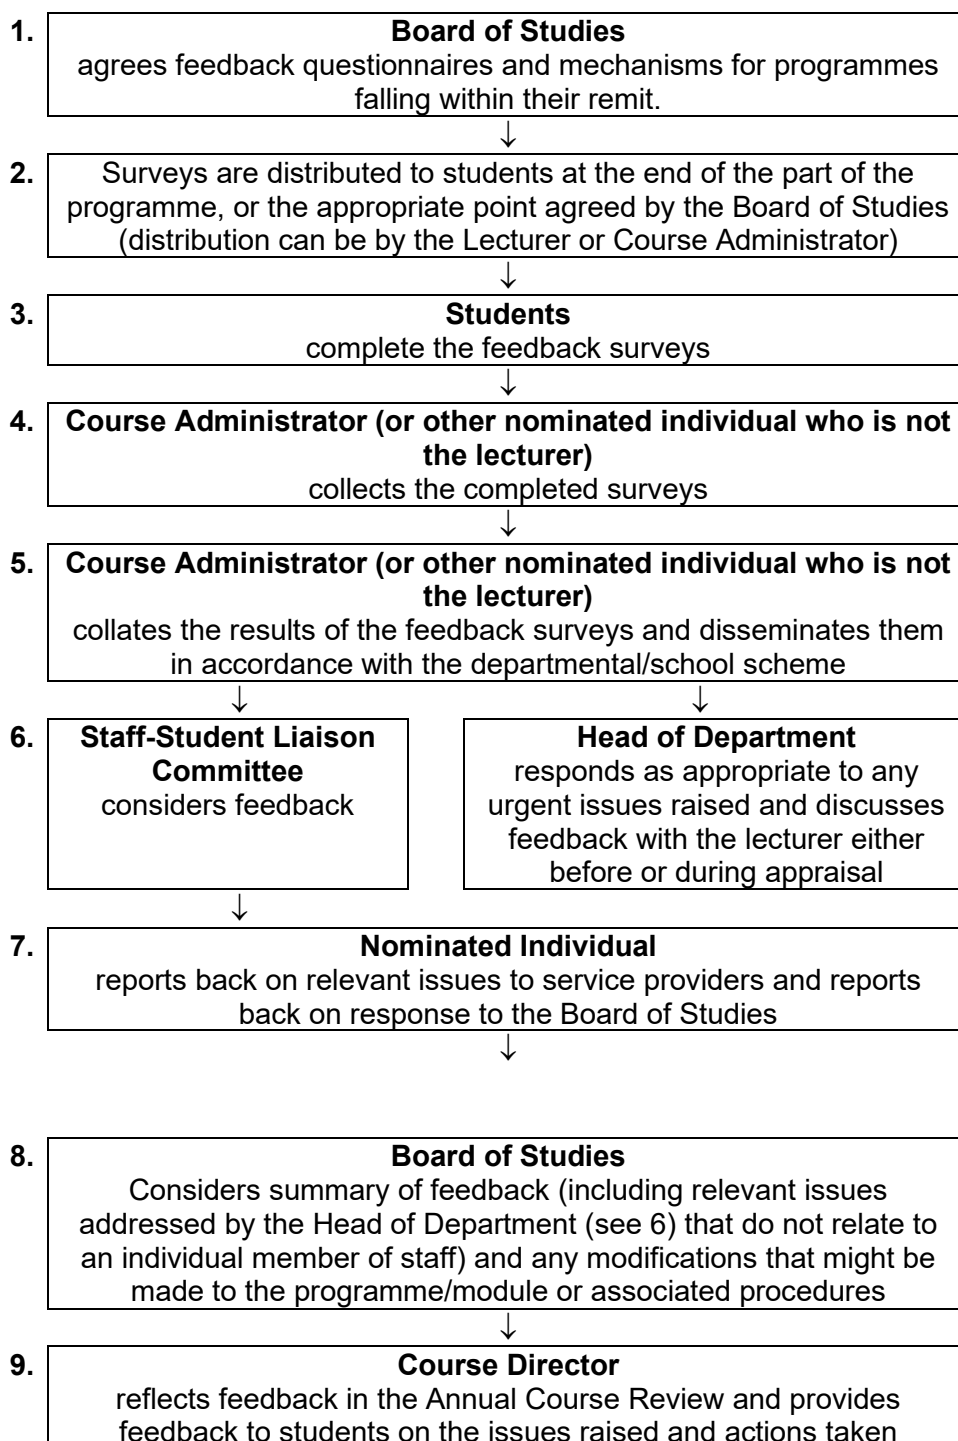 1. Board of Studies
agrees feedback questionnaires and mechanisms for programmes
falling within their remit.
↓
2. Surveys are distributed to students at the end of the part of the
programme, or the appropriate point agreed by the Board of Studies
(distribution can be by the Lecturer or Course Administrator)
↓
3. Students
complete the feedback surveys
↓
4. Course Administrator (or other nominated individual who is not
the lecturer)
collects the completed surveys
↓
5. Course Administrator (or other nominated individual who is not
the lecturer)
collates the results of the feedback surveys and disseminates them
in accordance with the departmental/school scheme
↓ ↓
6. Staff-Student Liaison
Committee
considers feedback
Head of Department
responds as appropriate to any
urgent issues raised and discusses
feedback with the lecturer either
before or during appraisal
↓
7. Nominated Individual
reports back on relevant issues to service providers and reports
back on response to the Board of Studies
↓
8. Board of Studies
Considers summary of feedback (including relevant issues
addressed by the Head of Department (see 6) that do not relate to
an individual member of staff) and any modifications that might be
made to the programme/module or associated procedures
↓
9. Course Director
reflects feedback in the Annual Course Review and provides
feedback to students on the issues raised and actions taken